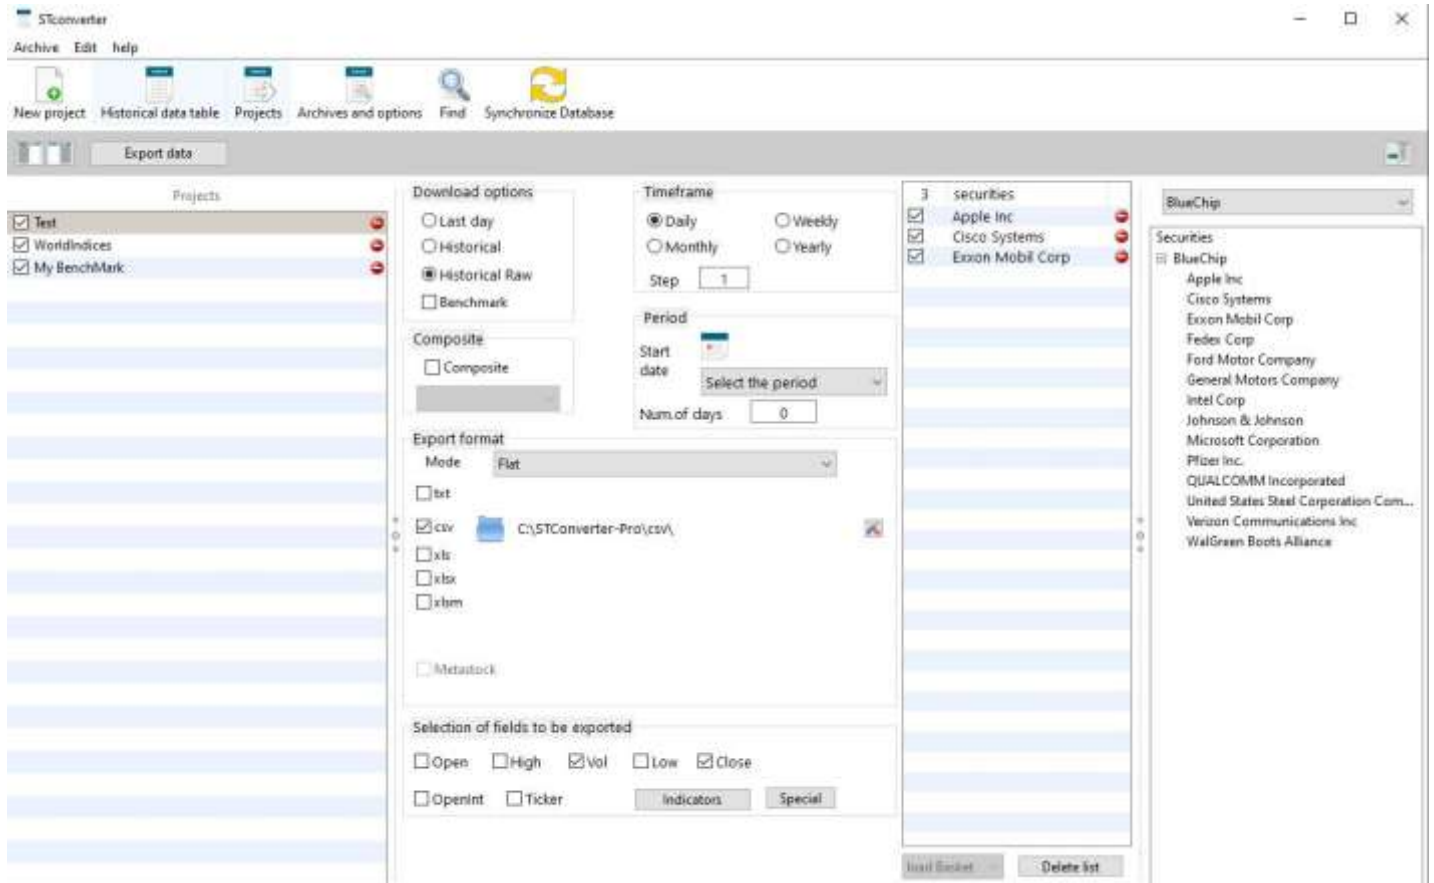 STconverter
Archive Edit help
New project Historical data table Projects Archives and options Find Synchronize Database
Export data
Projects
Test
WorldIndices
My BenchMark
Download options
Last day
Historical
Historical Raw
Benchmark
Composite
Composite
Timeframe
Daily Weekly
Monthly Yearly
Step 1
Period
Start
date
Select the period
Num.of days 0
Export format
Mode Flat
txt
csv C:\STConverter-Pro\csv\
xls
xlsx
xlsm
Metastock
Selection of fields to be exported
Open High Vol Low Close
OpenInt Ticker Indicators Special
3 securities
Apple Inc
Cisco Systems
Exxon Mobil Corp
load Basket Delete list
BlueChip
Securities
BlueChip
Apple Inc
Cisco Systems
Exxon Mobil Corp
Fedex Corp
Ford Motor Company
General Motors Company
Intel Corp
Johnson & Johnson
Microsoft Corporation
Pfizer Inc.
QUALCOMM Incorporated
United States Steel Corporation Com...
Verizon Communications Inc
WalGreen Boots Alliance